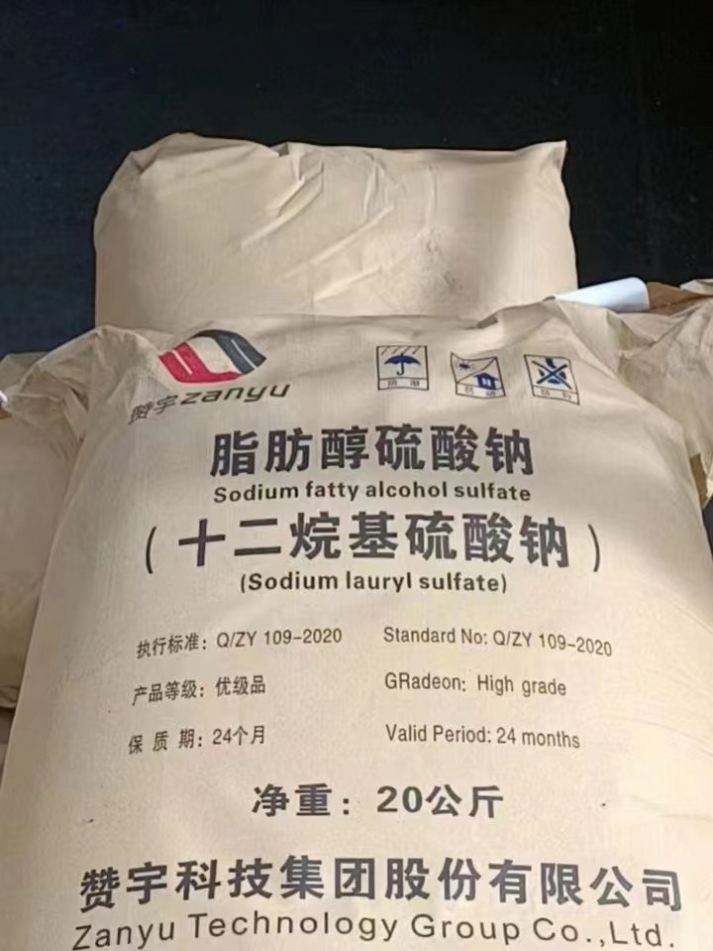 赞宇zanyu
脂肪醇硫酸钠
Sodium fatty alcohol sulfate
(十二烷基硫酸钠)
(Sodium lauryl sulfate)
执行标准: Q/ZY 109-2020 Standard No: Q/ZY 109-2020
产品等级: 优级品 GRadeon: High grade
保 质 期: 24个月 Valid Period: 24 months
净重: 20公斤
赞宇科技集团股份有限公司
Zanyu Technology Group Co.,Ltd.